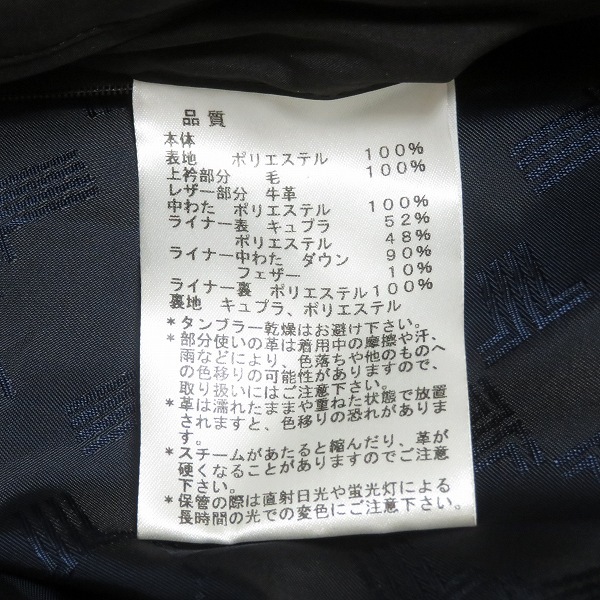 品質
本体
表地 ポリエステル 100%
上衿部分 毛 100%
レザー部分 牛革
中わた ポリエステル 100%
ライナー表 キュプラ 52%
ポリエステル 48%
ライナー中わた ダウン 90%
フェザー 10%
ライナー裏 ポリエステル100%
裏地 キュプラ、ポリエステル
*タンブラー乾燥はお避け下さい。
*部分使いの革は着用中の摩擦や汗、
雨などにより、色落ちや他のものへ
の色移りの可能性がありますので、
取り扱いにはご注意下さい。
*革は濡れたままや重ねた状態で放置
されますと、色移りの恐れがありま
す。
*スチームがあたると縮んだり、革が
硬くなることがありますのでご注意
下さい。
*保管の際は直射日光や蛍光灯による
長時間の光での変色にご注意下さい。